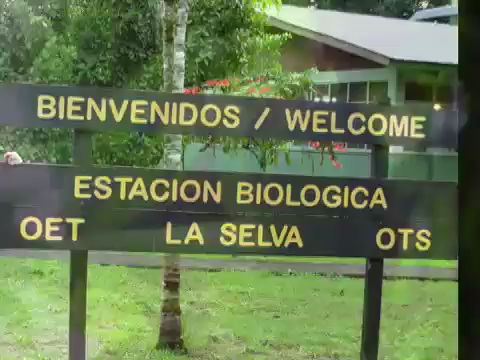 BIENVENIDOS / WELCOME
ESTACION BIOLOGICA
OET LA SELVA OTS